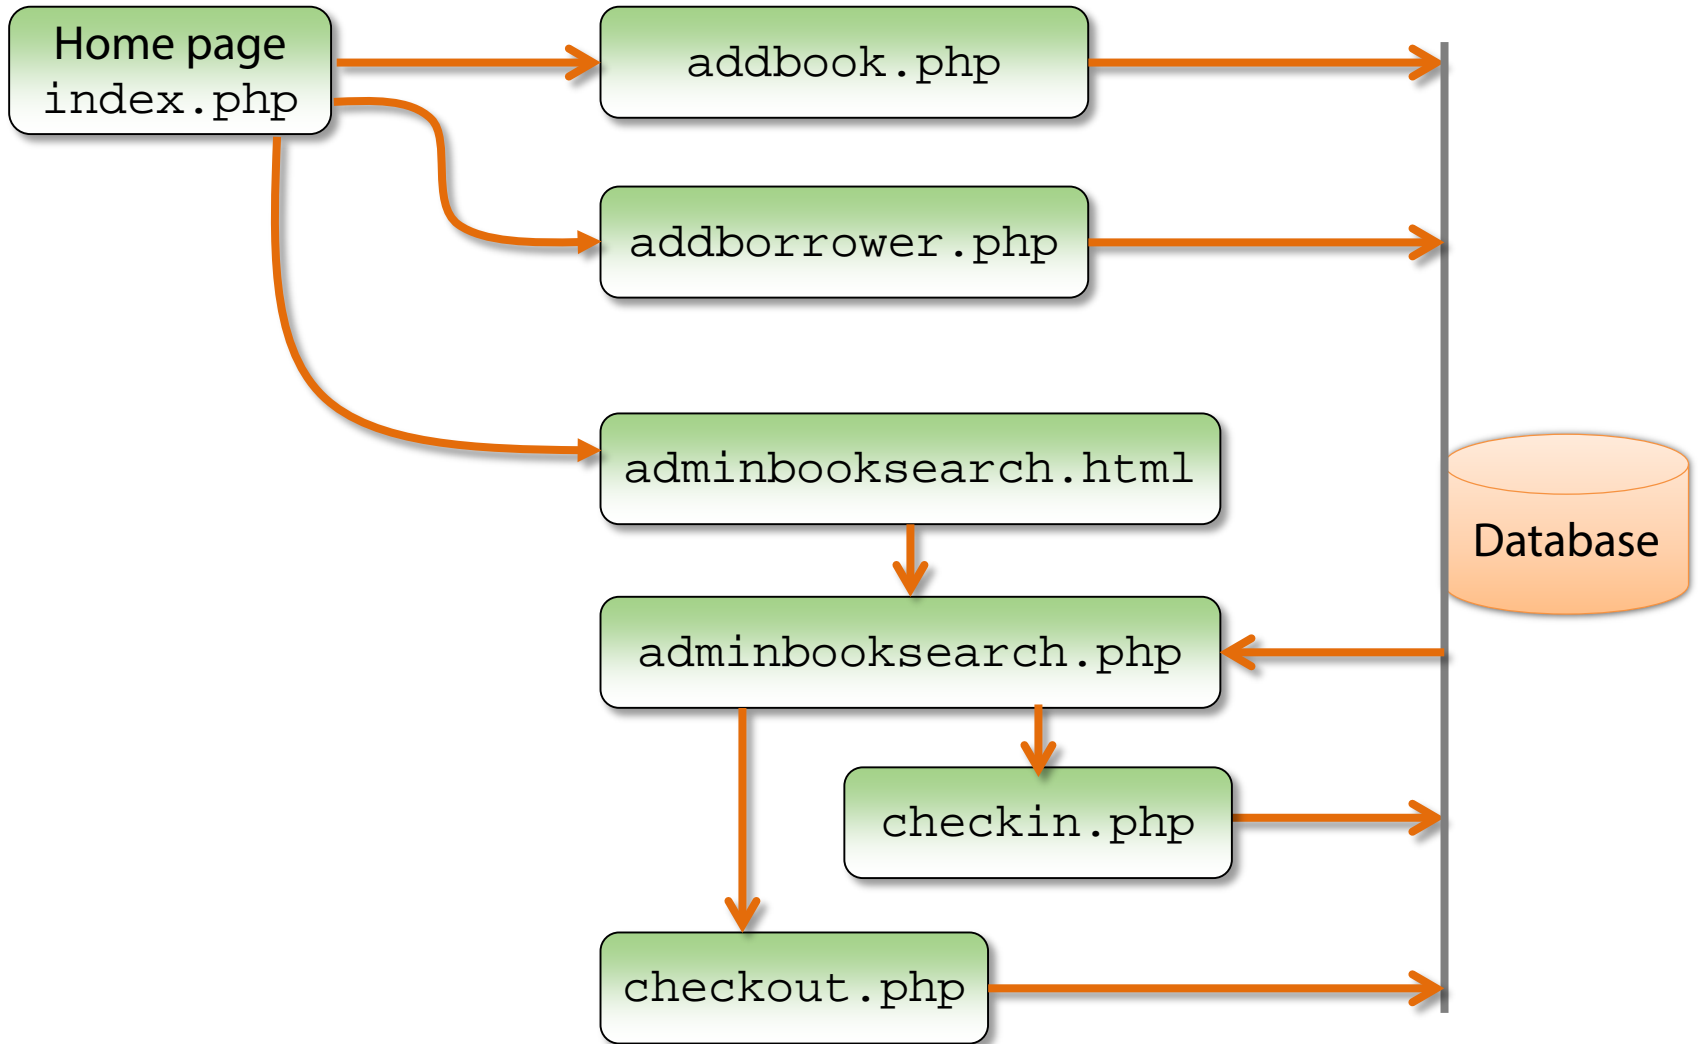 Home page
index.php
addbook.php
addborrower.php
adminbooksearch.html
Database
adminbooksearch.php
checkin.php
checkout.php